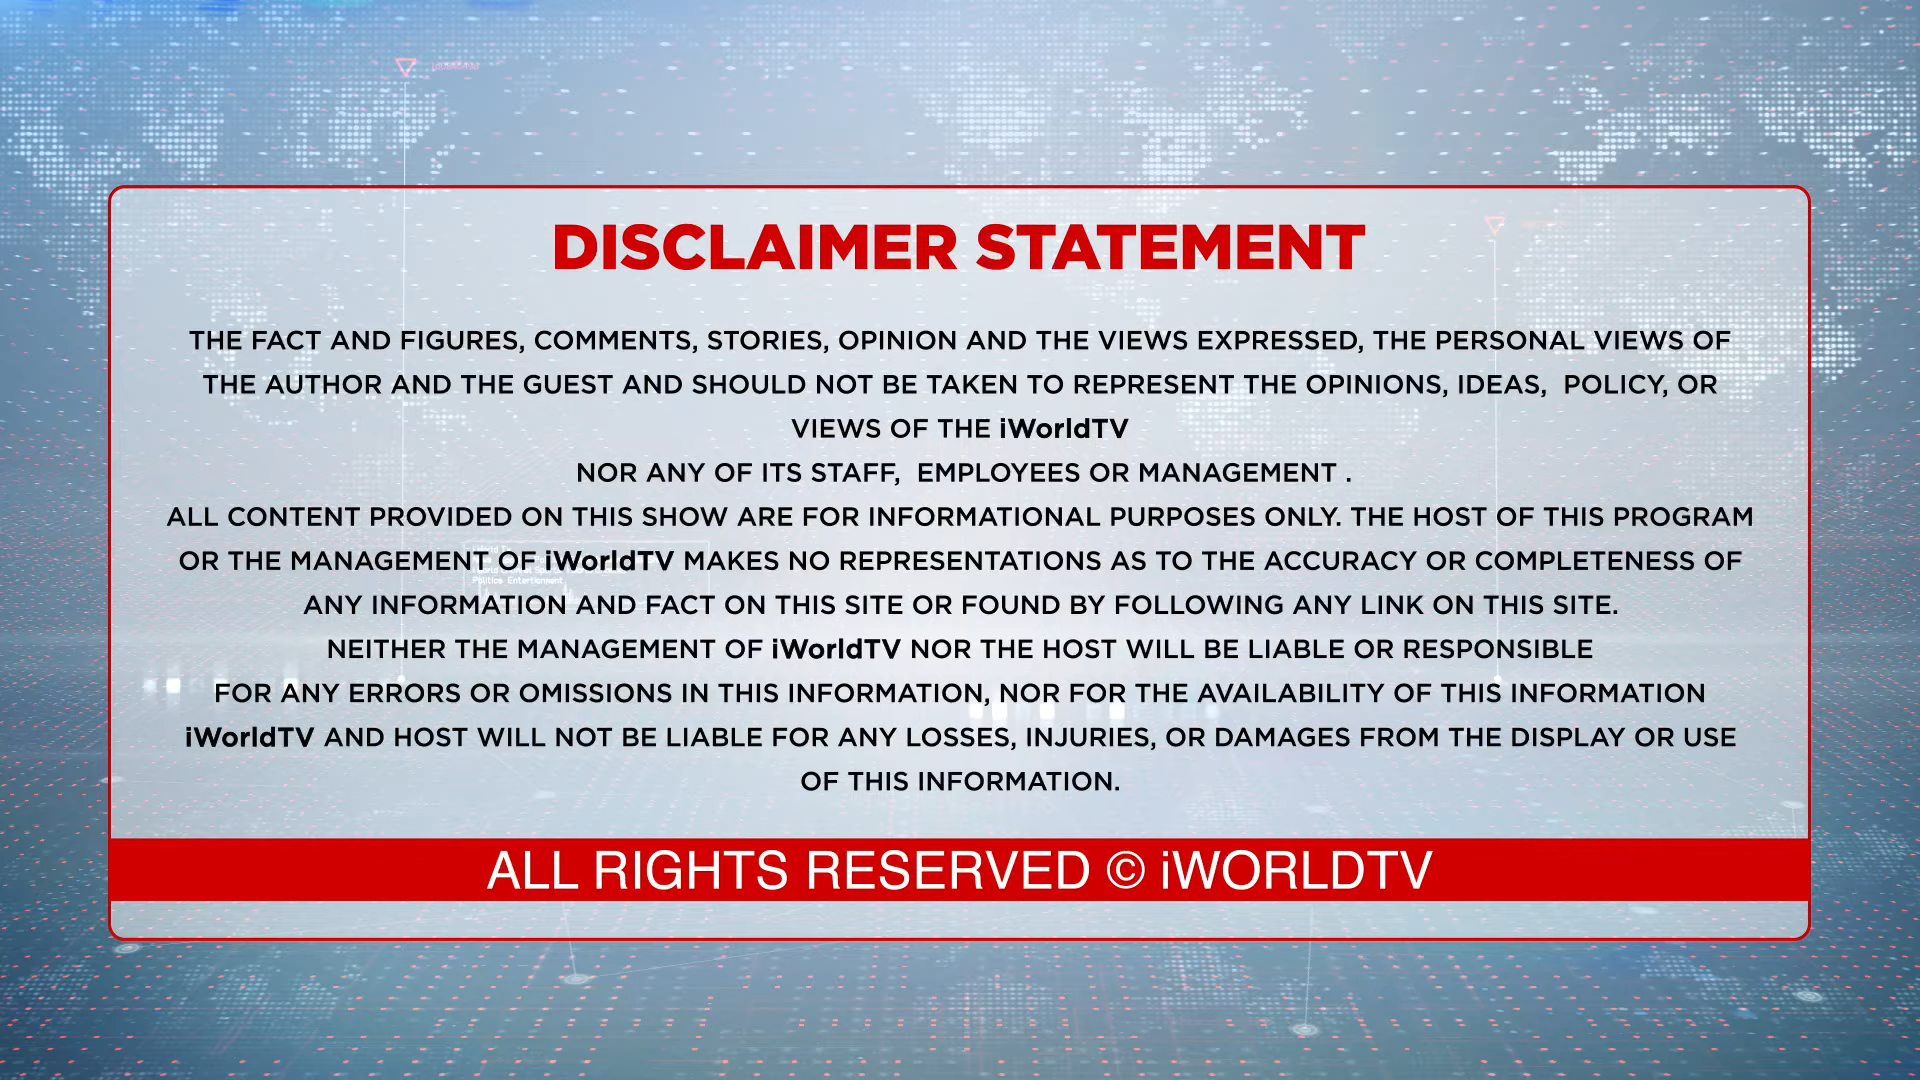 DISCLAIMER STATEMENT
THE FACT AND FIGURES, COMMENTS, STORIES, OPINION AND THE VIEWS EXPRESSED, THE PERSONAL VIEWS OF
THE AUTHOR AND THE GUEST AND SHOULD NOT BE TAKEN TO REPRESENT THE OPINIONS, IDEAS,  POLICY, OR
VIEWS OF THE iWorldTV
NOR ANY OF ITS STAFF,  EMPLOYEES OR MANAGEMENT .
ALL CONTENT PROVIDED ON THIS SHOW ARE FOR INFORMATIONAL PURPOSES ONLY. THE HOST OF THIS PROGRAM
OR THE MANAGEMENT OF iWorldTV MAKES NO REPRESENTATIONS AS TO THE ACCURACY OR COMPLETENESS OF
Politice Entertionment
ANY INFORMATION AND FACT ON THIS SITE OR FOUND BY FOLLOWING ANY LINK ON THIS SITE.
NEITHER THE MANAGEMENT OF iWorldTV NOR THE HOST WILL BE LIABLE OR RESPONSIBLE
FOR ANY ERRORS OR OMISSIONS IN THIS INFORMATION, NOR FOR THE AVAILABILITY OF THIS INFORMATION
iWorldTV AND HOST WILL NOT BE LIABLE FOR ANY LOSSES, INJURIES, OR DAMAGES FROM THE DISPLAY OR USE
OF THIS INFORMATION.
ALL RIGHTS RESERVED © iWORLDTV